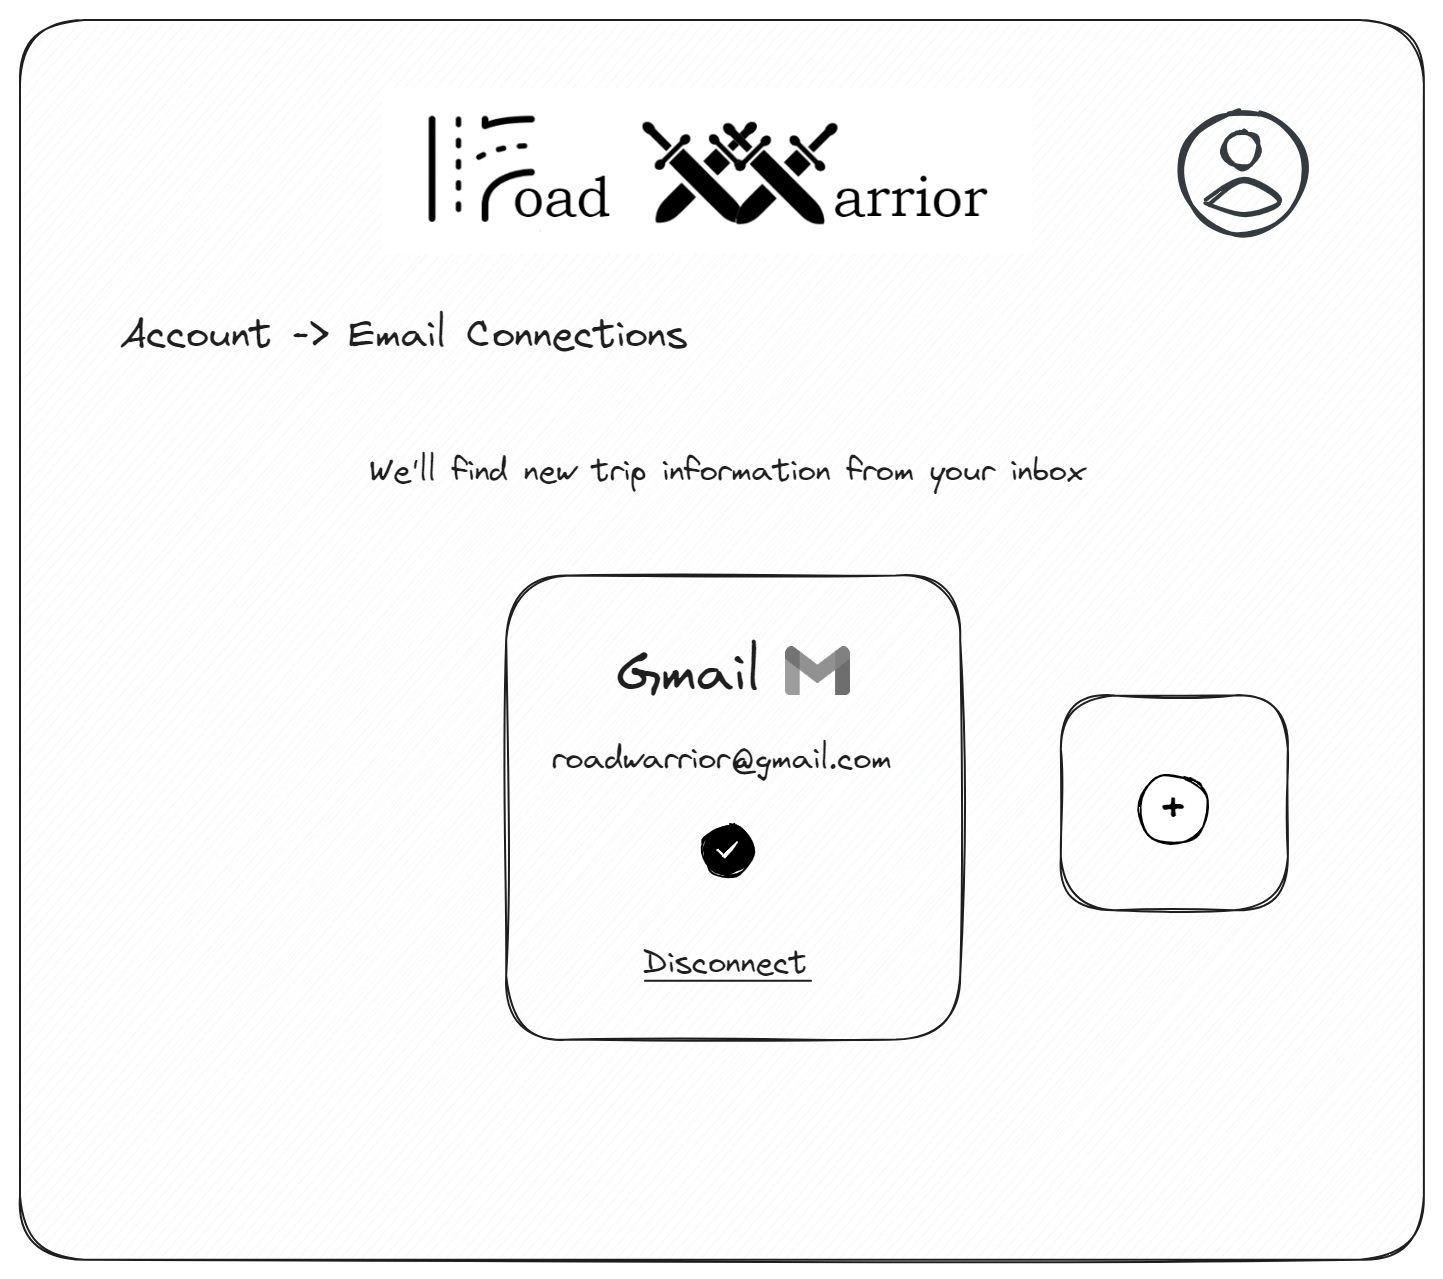 Road Warrior
Account -> Email Connections
We'll find new trip information from your inbox
Gmail
roadwarrior@gmail.com
Disconnect
+